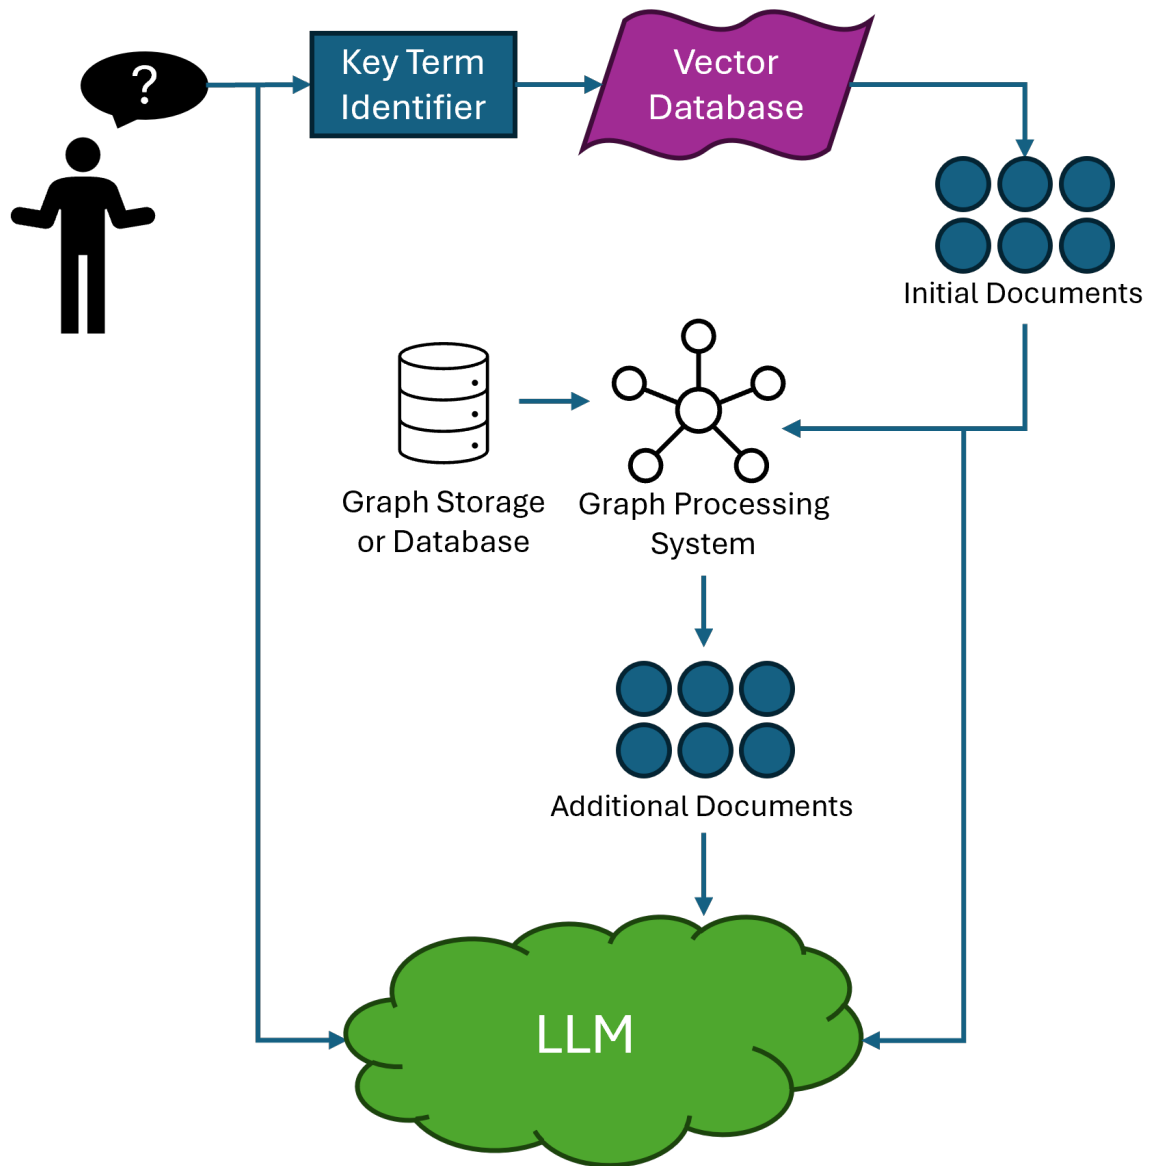 ?
Key Term
Identifier
Vector
Database
Initial Documents
Graph Storage
or Database
Graph Processing
System
Additional Documents
LLM